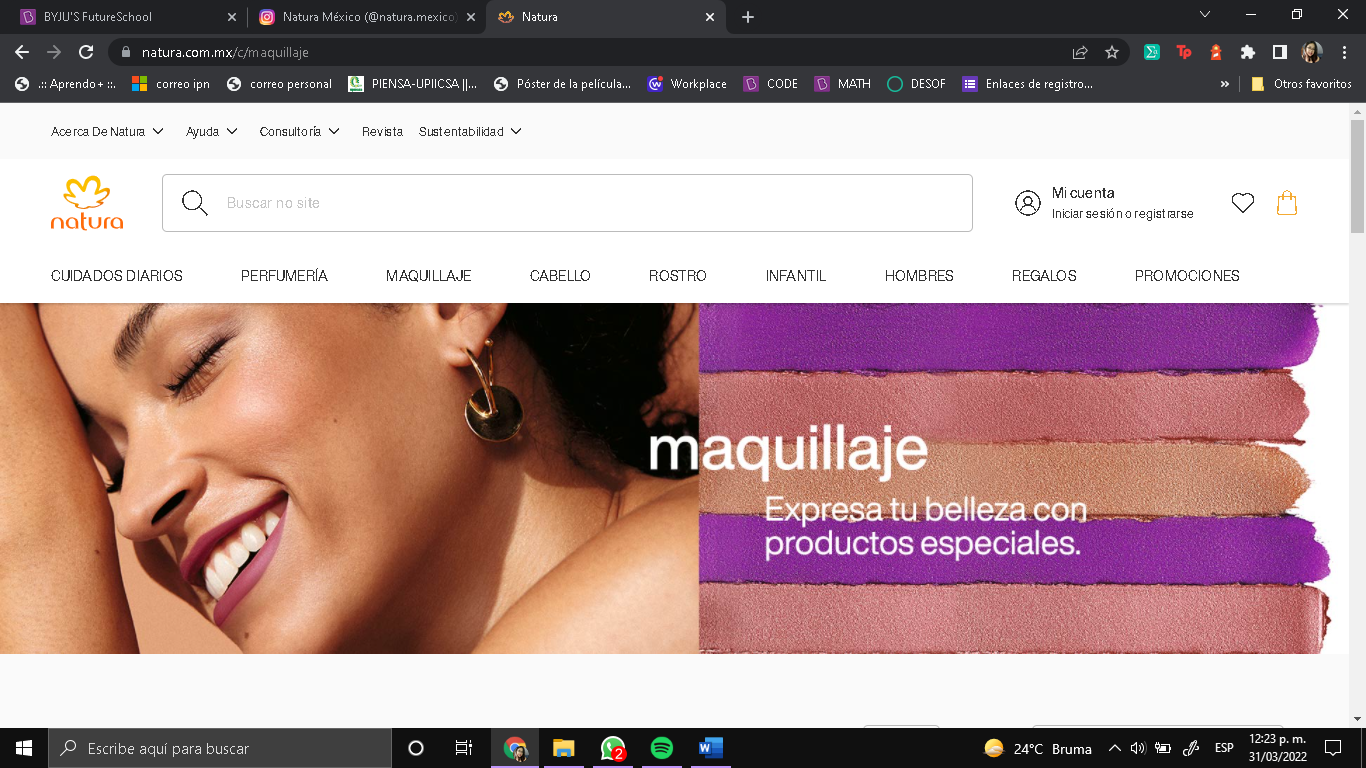 BYJU'S FutureSchool
Natura México (@natura.mexico)
Natura
natura.com.mx/c/maquillaje
.:: Aprendo+ ::.
correo ipn
correo personal
PIENSA-UPIICSA ||...
Póster de la película...
Workplace
CODE
MATH
DESOF
Enlaces de registro...
»
Otros favoritos
Acerca De Natura
Ayuda
Consultoría
Revista
Sustentabilidad
natura
Buscar no site
Mi cuenta
Iniciar sesión o registrarse
CUIDADOS DIARIOS
PERFUMERÍA
MAQUILLAJE
CABELLO
ROSTRO
INFANTIL
HOMBRES
REGALOS
PROMOCIONES
maquillaje
Expresa tu belleza con
productos especiales.
Escribe aquí para buscar
2
24°C Bruma
ESP
12:23 p. m.
31/03/2022